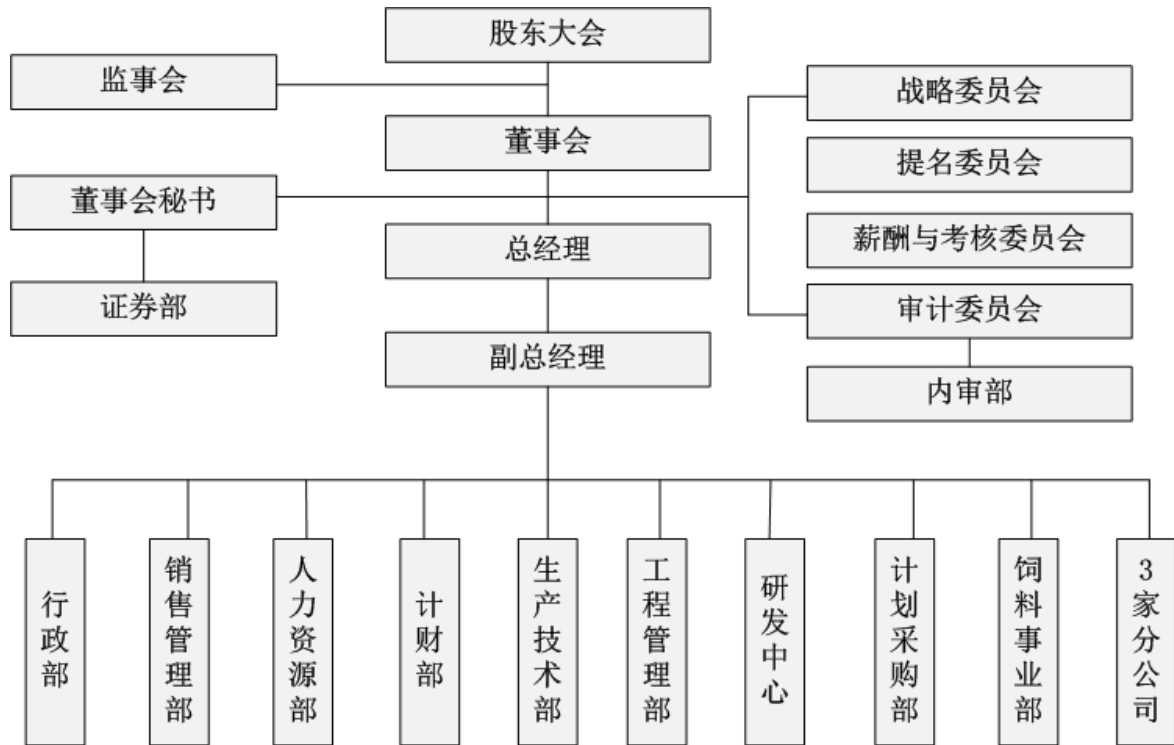 股东大会
监事会
战略委员会
董事会
提名委员会
董事会秘书
总经理
薪酬与考核委员会
证券部
审计委员会
副总经理
内审部
行政部
销售管理部
人力资源部
计财部
生产技术部
工程管理部
研发中心
计划采购部
饲料事业部
3家分公司